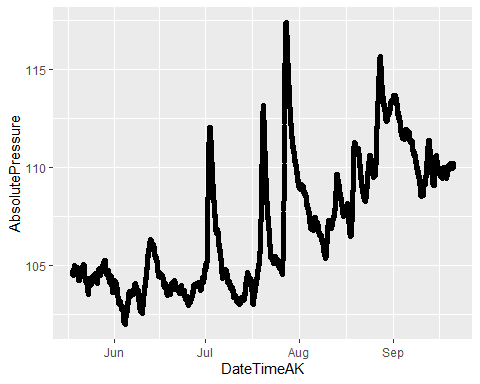 115
110
105
AbsolutePressure
Jun Jul Aug Sep
DateTimeAK